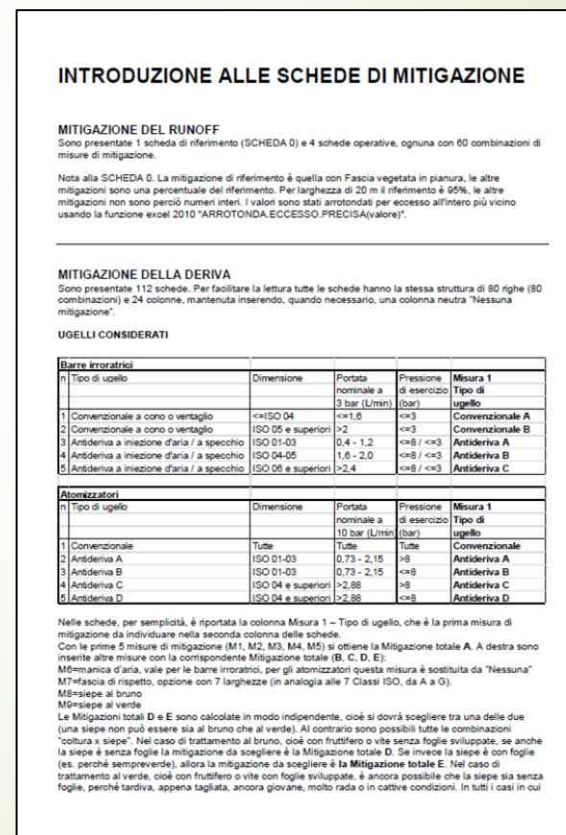 INTRODUZIONE ALLE SCHEDE DI MITIGAZIONE
MITIGAZIONE DEL RUNOFF
Sono presentate 1 scheda di riferimento (SCHEDA 0) e 4 schede operative, ognuna con 60 combinazioni di
misure di mitigazione.
Nota alla SCHEDA 0. La mitigazione di riferimento è quella con Fascia vegetata in pianura, le altre
mitigazioni sono una percentuale del riferimento. Per larghezza di 20 m il riferimento è 95%, le altre
mitigazioni non sono perciò numeri interi. I valori sono stati arrotondati per eccesso all'intero più vicino
usando la funzione excel 2010 "ARROTONDA.ECCESSO.PRECISA(valore)".
MITIGAZIONE DELLA DERIVA
Sono presentate 112 schede. Per facilitare la lettura tutte le schede hanno la stessa struttura di 80 righe (80
combinazioni) e 24 colonne, mantenuta inserendo, quando necessario, una colonna neutra "Nessuna
mitigazione".
UGELLI CONSIDERATI
Barre irroratrici
n Tipo di ugello Dimensione Portata Pressione Misura 1
nominale a di esercizio Tipo di
3 bar (L/min) (bar) ugello
1 Convenzionale a cono o ventaglio <=ISO 04 <=1,6 <=3 Convenzionale A
2 Convenzionale a cono o ventaglio ISO 05 e superiori >2 <=3 Convenzionale B
3 Antideriva a iniezione d'aria / a specchio ISO 01-03 0,4 - 1,2 <=8 / <=3 Antideriva A
4 Antideriva a iniezione d'aria / a specchio ISO 04-05 1,6 - 2,0 <=8 / <=3 Antideriva B
5 Antideriva a iniezione d'aria / a specchio ISO 06 e superiori >2,4 <=8 / <=3 Antideriva C
Atomizzatori
n Tipo di ugello Dimensione Portata Pressione Misura 1
nominale a di esercizio Tipo di
10 bar (L/min) (bar) ugello
1 Convenzionale Tutte Tutte Tutte Convenzionale
2 Antideriva A ISO 01-03 0,73 - 2,15 >8 Antideriva A
3 Antideriva B ISO 01-03 0,73 - 2,15 <=8 Antideriva B
4 Antideriva C ISO 04 e superiori >2,88 >8 Antideriva C
5 Antideriva D ISO 04 e superiori >2,88 <=8 Antideriva D
Nelle schede, per semplicità, è riportata la colonna Misura 1 – Tipo di ugello, che è la prima misura di
mitigazione da individuare nella seconda colonna delle schede.
Con le prime 5 misure di mitigazione (M1, M2, M3, M4, M5) si ottiene la Mitigazione totale A. A destra sono
inserite altre misure con la corrispondente Mitigazione totale (B, C, D, E):
M6=manica d'aria, vale per le barre irroratrici, per gli atomizzatori questa misura è sostituita da "Nessuna"
M7=fascia di rispetto, opzione con 7 larghezze (in analogia alle 7 Classi ISO, da A a G).
M8=siepe al bruno
M9=siepe al verde
Le Mitigazioni totali D e E sono calcolate in modo indipendente, cioè si dovrà scegliere tra una delle due
(una siepe non può essere sia al bruno che al verde). Al contrario sono possibili tutte le combinazioni
"coltura x siepe". Nel caso di trattamento al bruno, cioè con fruttifero o vite senza foglie sviluppate, se anche
la siepe è senza foglie la mitigazione da scegliere è la Mitigazione totale D. Se invece la siepe è con foglie
(es. perché sempreverde), allora la mitigazione da scegliere è la Mitigazione totale E. Nel caso di
trattamento al verde, cioè con fruttifero o vite con foglie sviluppate, è ancora possibile che la siepe sia senza
foglie, perché tardiva, appena tagliata, ancora giovane, molto rada o in cattive condizioni. In tutti i casi in cui